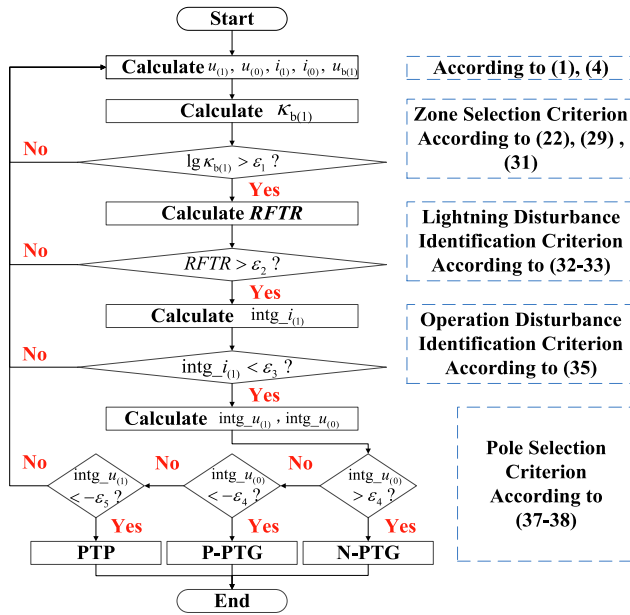 Start
Calculate u(1), u(0), i(1), i(0), ub(1)
According to (1), (4)
Calculate κb(1)
Zone Selection Criterion
According to (22), (29) ,
(31)
No
lg κb(1) > ε1 ?
Yes
Calculate RFTR
Lightning Disturbance
Identification Criterion
According to (32-33)
No
RFTR > ε2 ?
Yes
Calculate intg_i(1)
Operation Disturbance
Identification Criterion
According to (35)
No
intg_i(1) < ε3 ?
Yes
Calculate intg_u(1) , intg_u(0)
Pole Selection
Criterion
According to
(37-38)
No
intg_u(1)
< −ε5 ?
No
intg_u(0)
< −ε4 ?
No
intg_u(0)
> ε4 ?
Yes
Yes
Yes
PTP
P-PTG
N-PTG
End